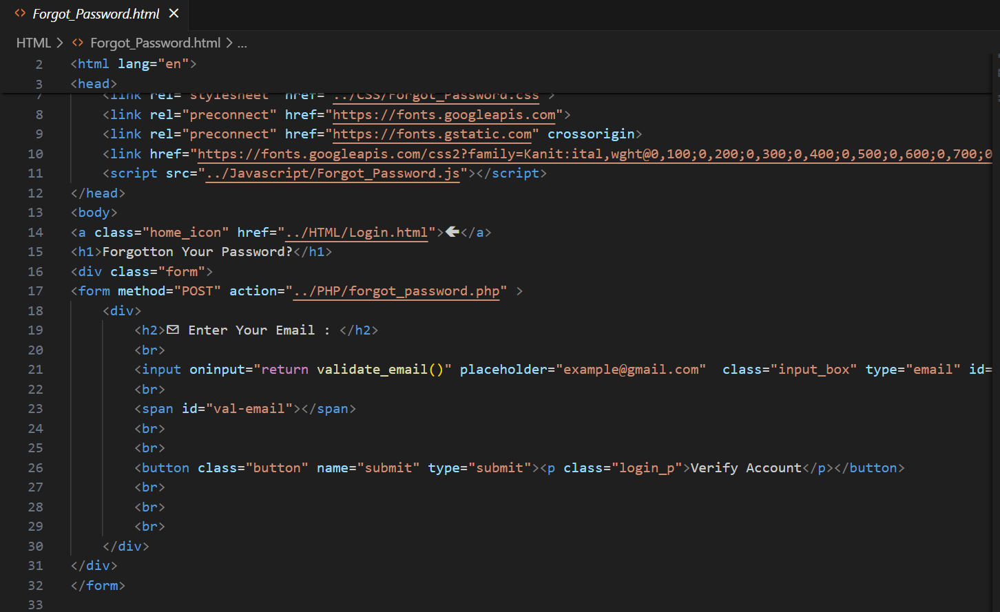 Forgot_Password.html
HTML > Forgot_Password.html > ...
2 <html lang="en">
3 <head>
7 <link rel="stylesheet" href="../CSS/Forgot_Password.css">
8 <link rel="preconnect" href="https://fonts.googleapis.com">
9 <link rel="preconnect" href="https://fonts.gstatic.com" crossorigin>
10 <link href="https://fonts.googleapis.com/css2?family=Kanit:ital,wght@0,100;0,200;0,300;0,400;0,500;0,600;0,700;0
11 <script src="../Javascript/Forgot_Password.js"></script>
12 </head>
13 <body>
14 <a class="home_icon" href="../HTML/Login.html">🡸</a>
15 <h1>Forgotton Your Password?</h1>
16 <div class="form">
17 <form method="POST" action="../PHP/forgot_password.php" >
18 <div>
19 <h2>🖂 Enter Your Email : </h2>
20 <br>
21 <input oninput="return validate_email()" placeholder="example@gmail.com"  class="input_box" type="email" id=
22 <br>
23 <span id="val-email"></span>
24 <br>
25 <br>
26 <button class="button" name="submit" type="submit"><p class="login_p">Verify Account</p></button>
27 <br>
28 <br>
29 <br>
30 </div>
31 </div>
32 </form>
33